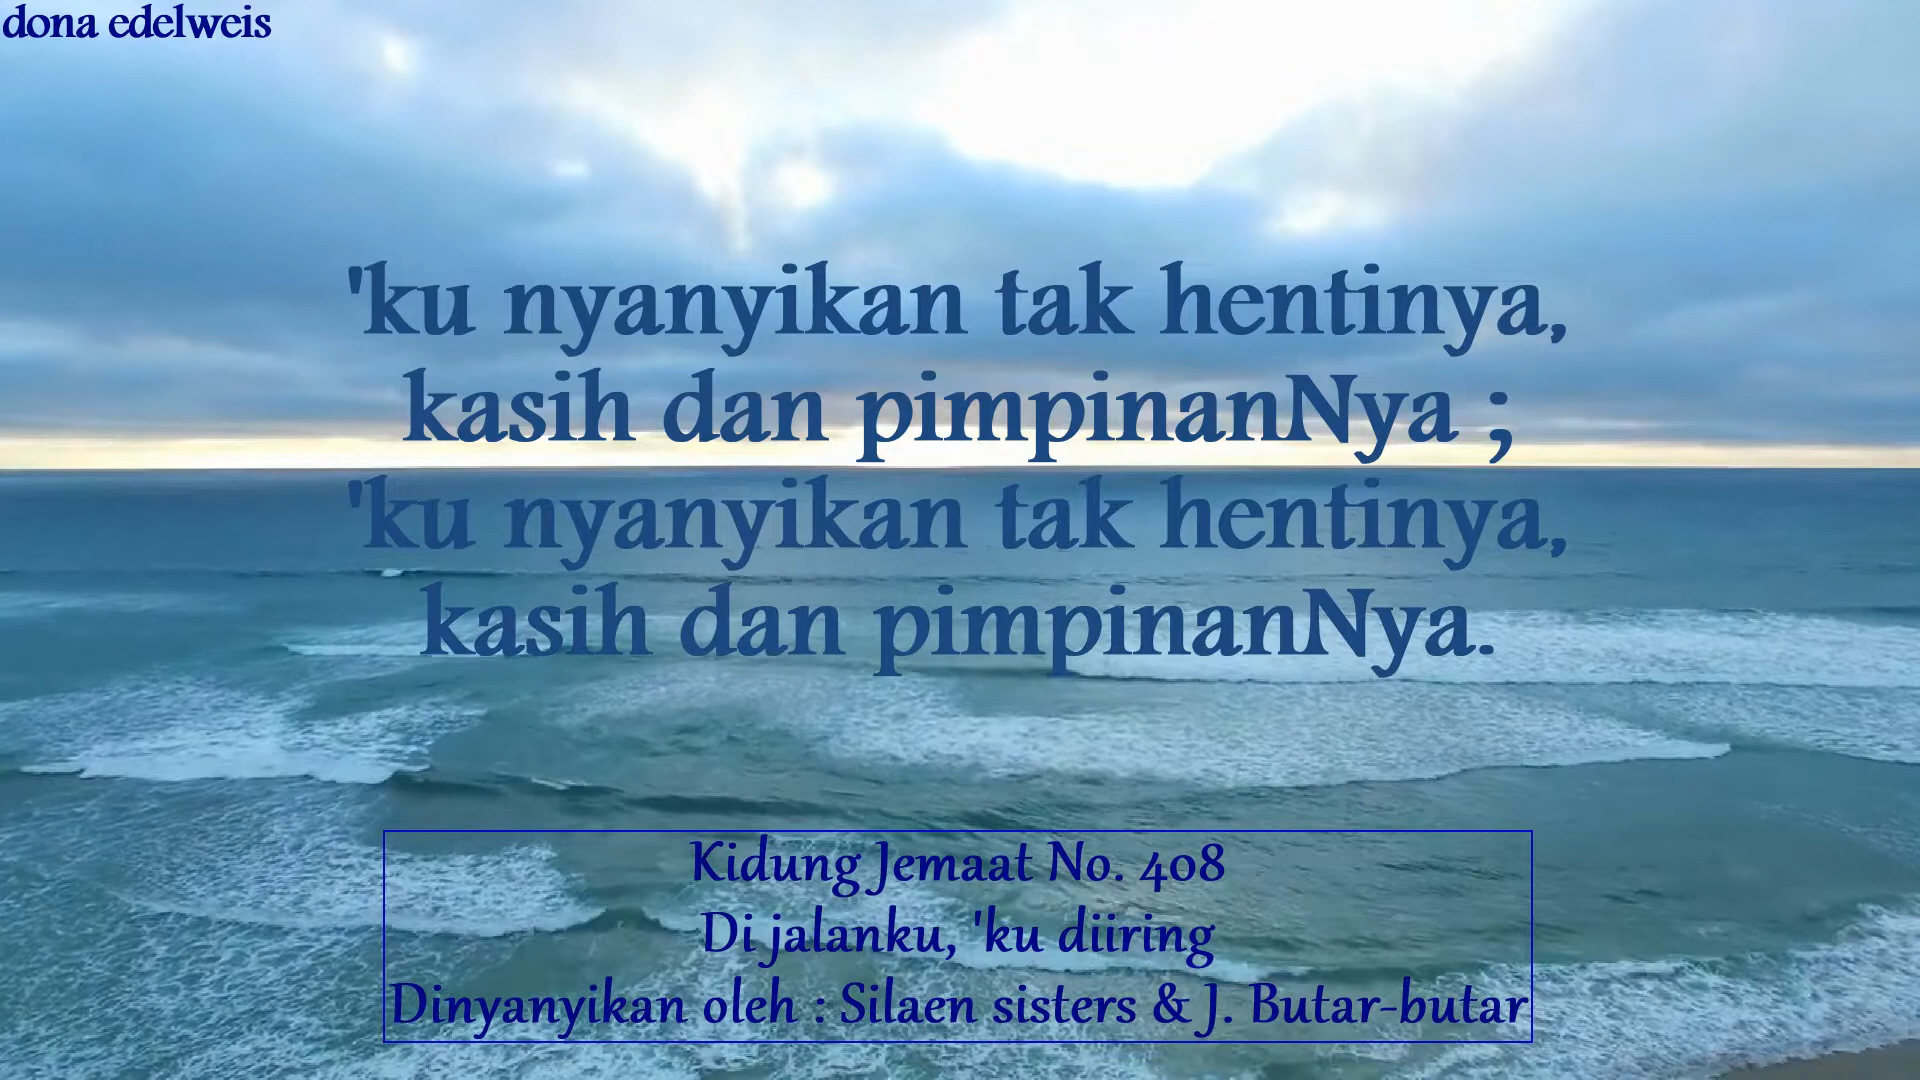 dona edelweis
'ku nyanyikan tak hentinya,
kasih dan pimpinanNya ;
'ku nyanyikan tak hentinya,
kasih dan pimpinanNya.
Kidung Jemaat No. 408
Di jalanku, 'ku diiring
Dinyanyikan oleh : Silaen sisters & J. Butar-butar